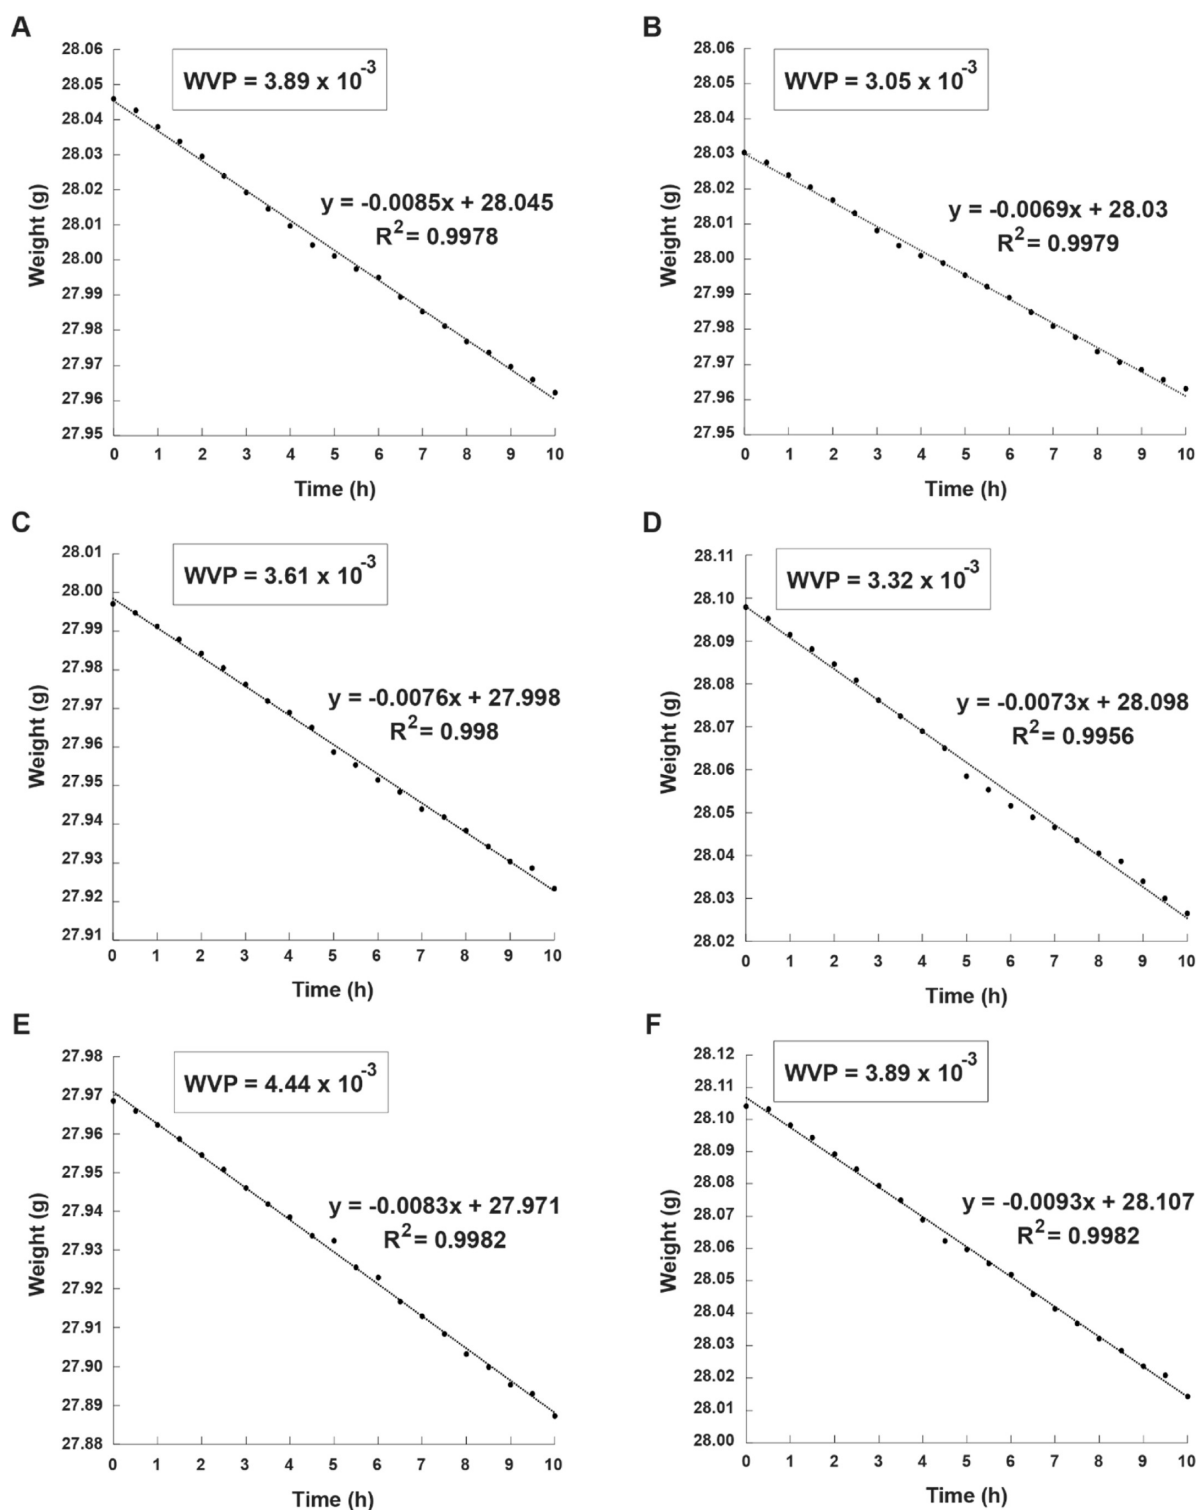 A
WVP = 3.89 x 10^-3
28.06
28.05
28.04
28.03
28.02
28.01
28.00
27.99
27.98
27.97
27.96
27.95
Weight (g)
y = -0.0085x + 28.045
R^2 = 0.9978
0 1 2 3 4 5 6 7 8 9 10
Time (h)
B
WVP = 3.05 x 10^-3
28.06
28.05
28.04
28.03
28.02
28.01
28.00
27.99
27.98
27.97
27.96
27.95
Weight (g)
y = -0.0069x + 28.03
R^2 = 0.9979
0 1 2 3 4 5 6 7 8 9 10
Time (h)
C
WVP = 3.61 x 10^-3
28.01
28.00
27.99
27.98
27.97
27.96
27.95
27.94
27.93
27.92
27.91
Weight (g)
y = -0.0076x + 27.998
R^2 = 0.998
0 1 2 3 4 5 6 7 8 9 10
Time (h)
D
WVP = 3.32 x 10^-3
28.11
28.10
28.09
28.08
28.07
28.06
28.05
28.04
28.03
28.02
Weight (g)
y = -0.0073x + 28.098
R^2 = 0.9956
0 1 2 3 4 5 6 7 8 9 10
Time (h)
E
WVP = 4.44 x 10^-3
27.98
27.97
27.96
27.95
27.94
27.93
27.92
27.91
27.90
27.89
27.88
Weight (g)
y = -0.0083x + 27.971
R^2 = 0.9982
0 1 2 3 4 5 6 7 8 9 10
Time (h)
F
WVP = 3.89 x 10^-3
28.12
28.11
28.10
28.09
28.08
28.07
28.06
28.05
28.04
28.03
28.02
28.01
28.00
Weight (g)
y = -0.0093x + 28.107
R^2 = 0.9982
0 1 2 3 4 5 6 7 8 9 10
Time (h)